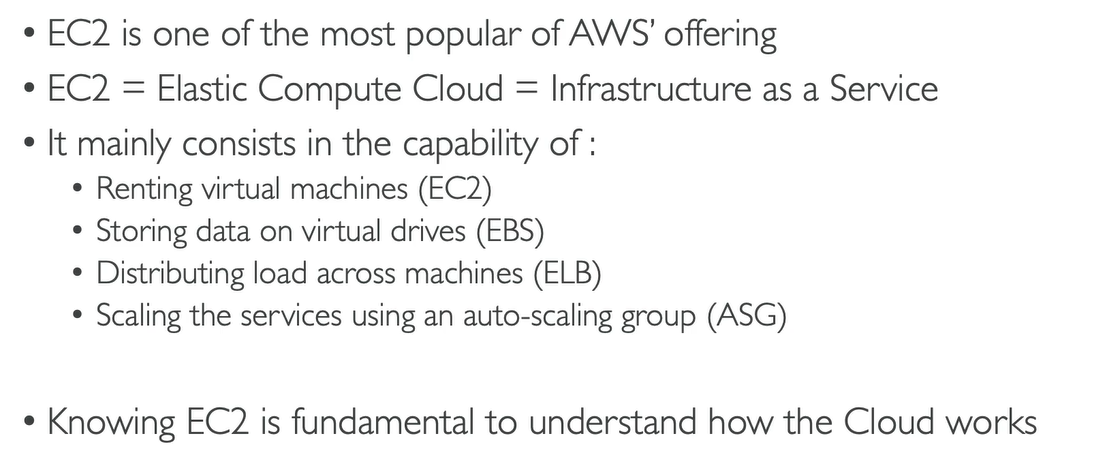 • EC2 is one of the most popular of AWS’ offering
• EC2 = Elastic Compute Cloud = Infrastructure as a Service
• It mainly consists in the capability of :
• Renting virtual machines (EC2)
• Storing data on virtual drives (EBS)
• Distributing load across machines (ELB)
• Scaling the services using an auto-scaling group (ASG)
• Knowing EC2 is fundamental to understand how the Cloud works